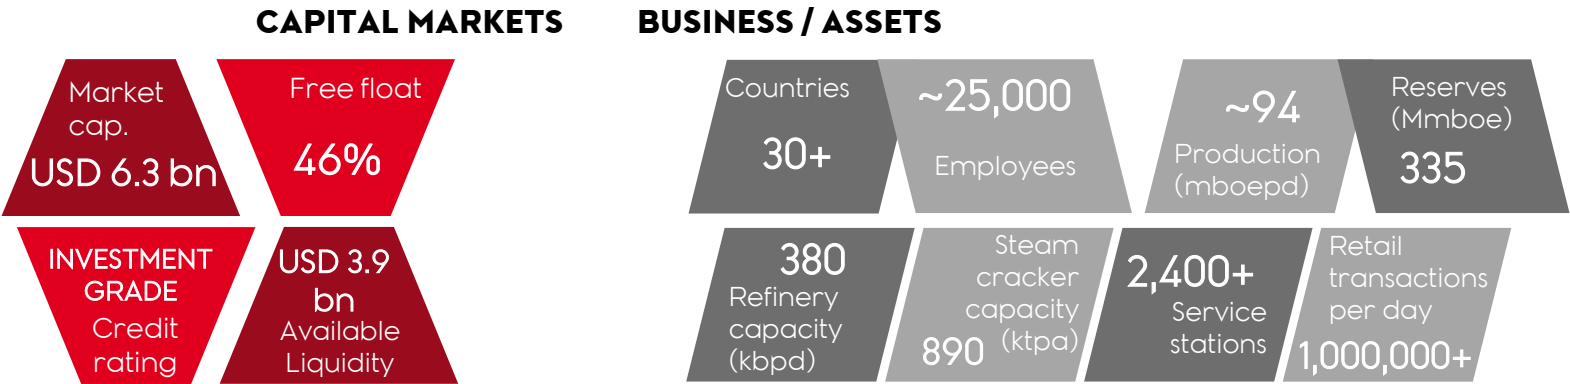 CAPITAL MARKETS
Market
cap.
USD 6.3 bn
Free float
46%
INVESTMENT
GRADE
Credit
rating
USD 3.9
bn
Available
Liquidity
BUSINESS / ASSETS
Countries
30+
~25,000
Employees
~94
Production
(mboepd)
Reserves
(Mmboe)
335
380
Refinery
capacity
(kbpd)
Steam
cracker
capacity
(ktpa)
890
2,400+
Service
stations
Retail
transactions
per day
1,000,000+